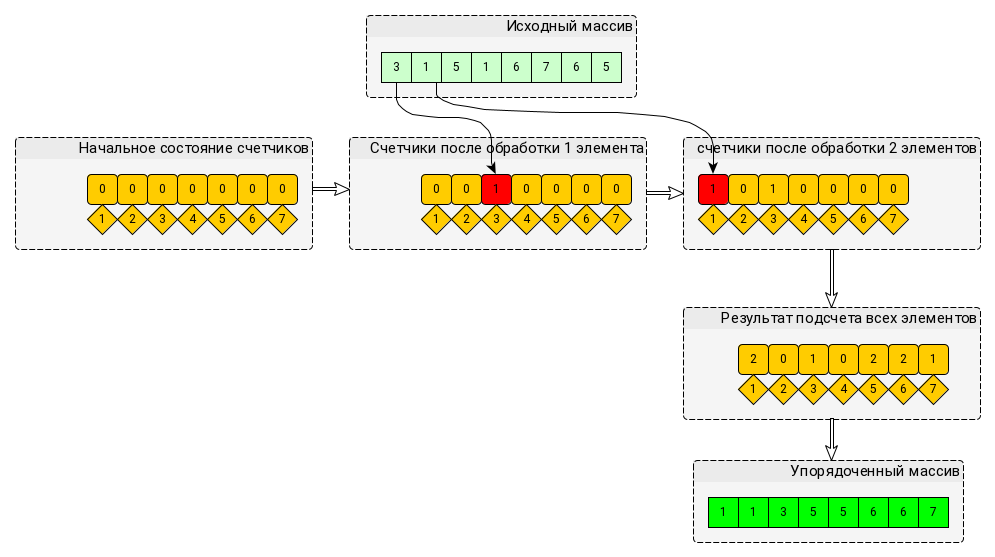 Исходный массив
3 1 5 1 6 7 6 5
Начальное состояние счетчиков
0 0 0 0 0 0 0
1 2 3 4 5 6 7
Счетчики после обработки 1 элемента
0 0 1 0 0 0 0
1 2 3 4 5 6 7
счетчики после обработки 2 элементов
1 0 1 0 0 0 0
1 2 3 4 5 6 7
Результат подсчета всех элементов
2 0 1 0 2 2 1
1 2 3 4 5 6 7
Упорядоченный массив
1 1 3 5 5 6 6 7